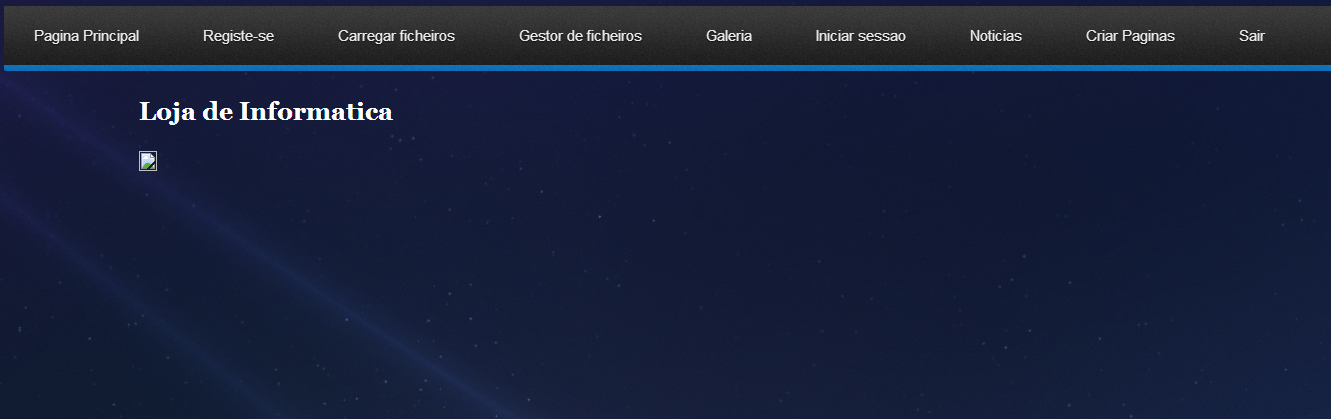 Pagina Principal Registe-se Carregar ficheiros Gestor de ficheiros Galeria Iniciar sessao Noticias Criar Paginas Sair
Loja de Informatica